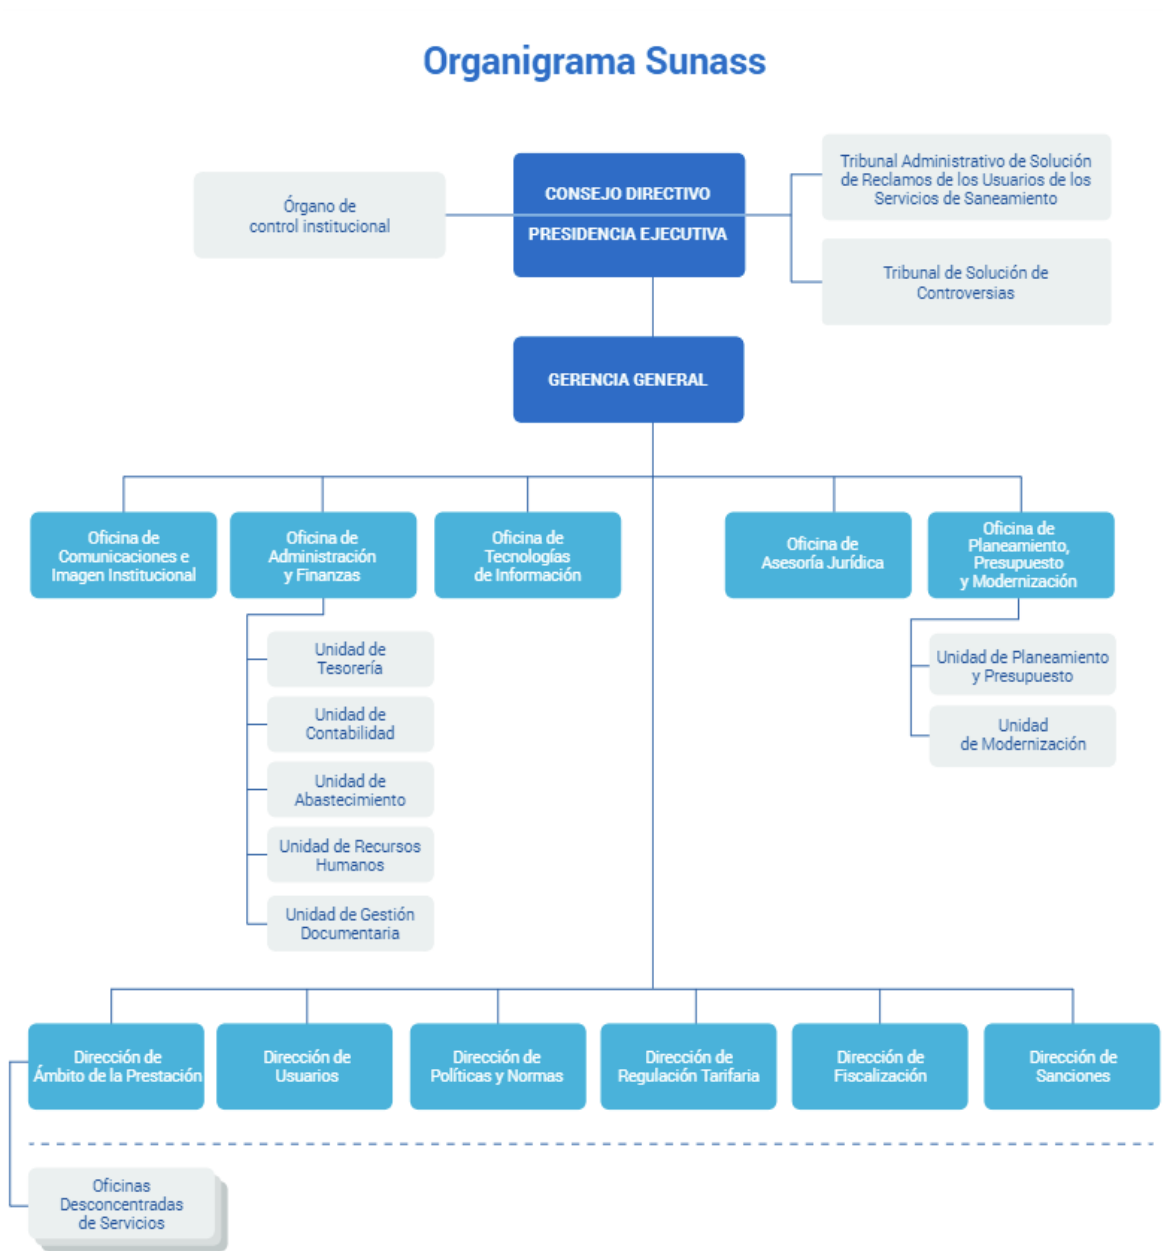 Organigrama Sunass
Órgano de
control institucional
CONSEJO DIRECTIVO
PRESIDENCIA EJECUTIVA
Tribunal Administrativo de Solución
de Reclamos de los Usuarios de los
Servicios de Saneamiento
Tribunal de Solución de
Controversias
GERENCIA GENERAL
Oficina de
Comunicaciones e
Imagen Institucional
Oficina de
Administración
y Finanzas
Oficina de
Tecnologías
de Información
Oficina de
Asesoría Jurídica
Oficina de
Planeamiento,
Presupuesto
y Modernización
Unidad de
Tesorería
Unidad de
Contabilidad
Unidad de
Abastecimiento
Unidad de Recursos
Humanos
Unidad de Gestión
Documentaria
Unidad de Planeamiento
y Presupuesto
Unidad
de Modernización
Dirección de
Ámbito de la Prestación
Dirección de
Usuarios
Dirección de
Políticas y Normas
Dirección de
Regulación Tarifaria
Dirección de
Fiscalización
Dirección de
Sanciones
Oficinas
Desconcentradas
de Servicios